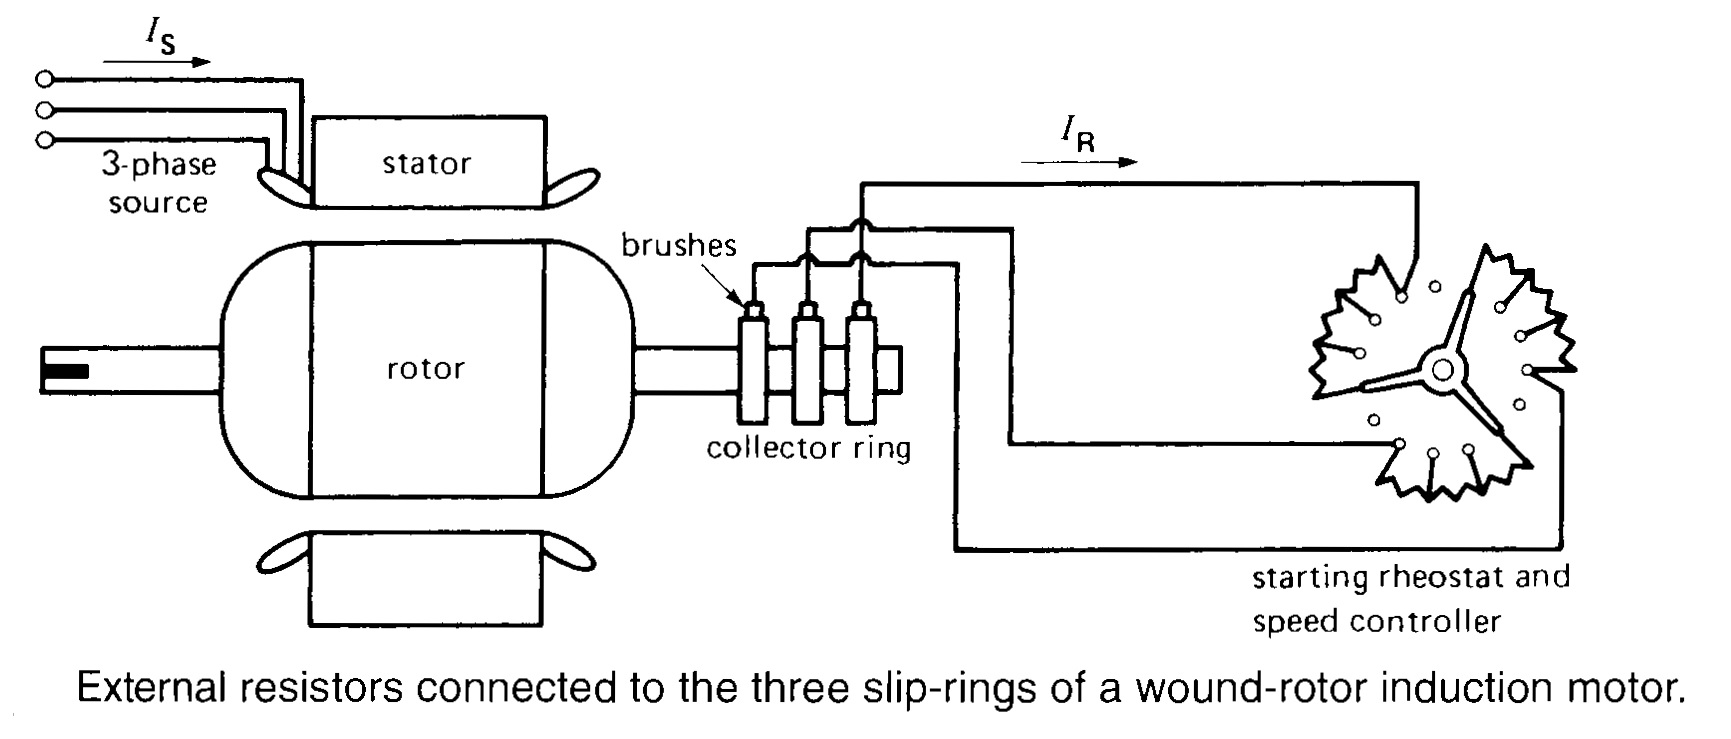 I_S
3-phase
source
stator
I_R
brushes
rotor
collector ring
starting rheostat and
speed controller
External resistors connected to the three slip-rings of a wound-rotor induction motor.